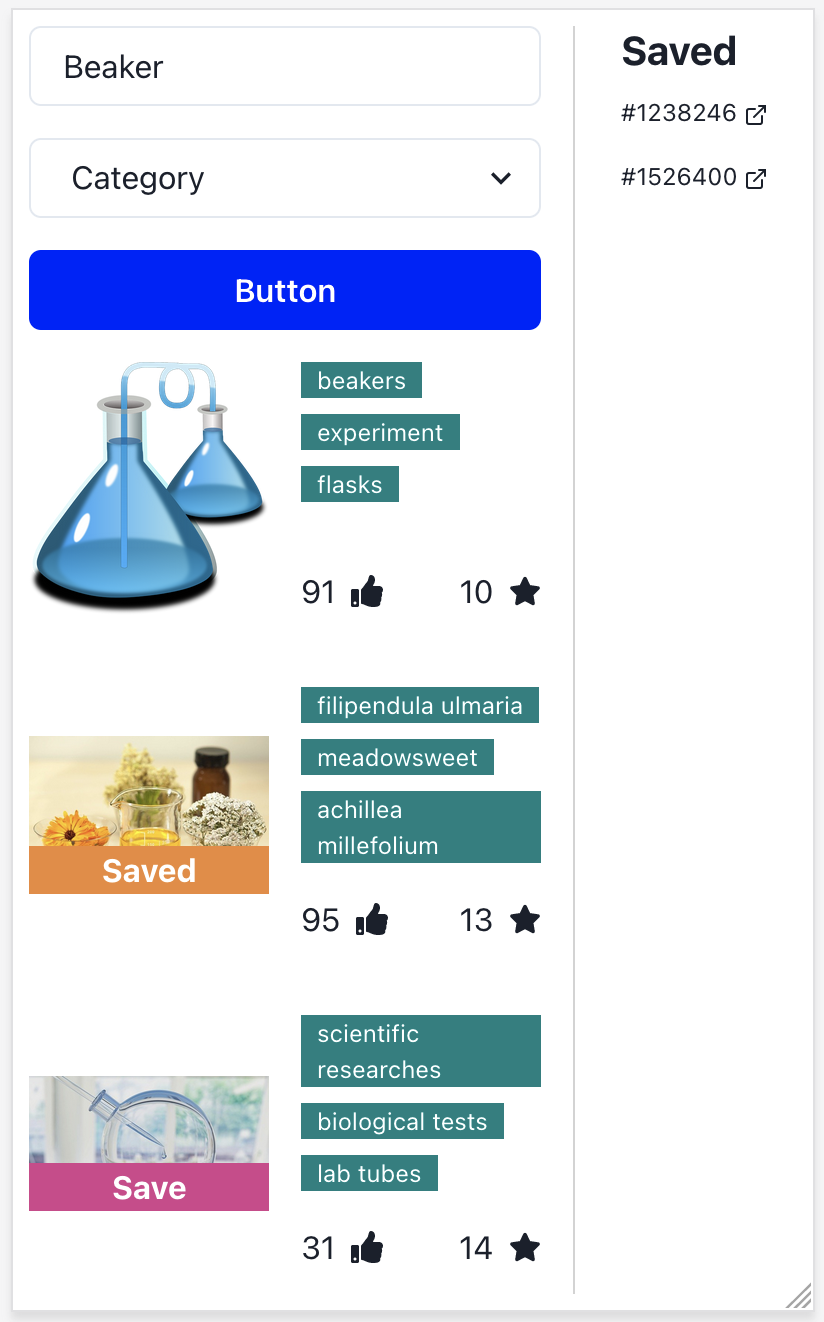 Beaker
Category
Button
beakers
experiment
flasks
91
10
filipendula ulmaria
meadowsweet
achillea
millefolium
Saved
95
13
scientific
researches
biological tests
lab tubes
Save
31
14
Saved
#1238246
#1526400